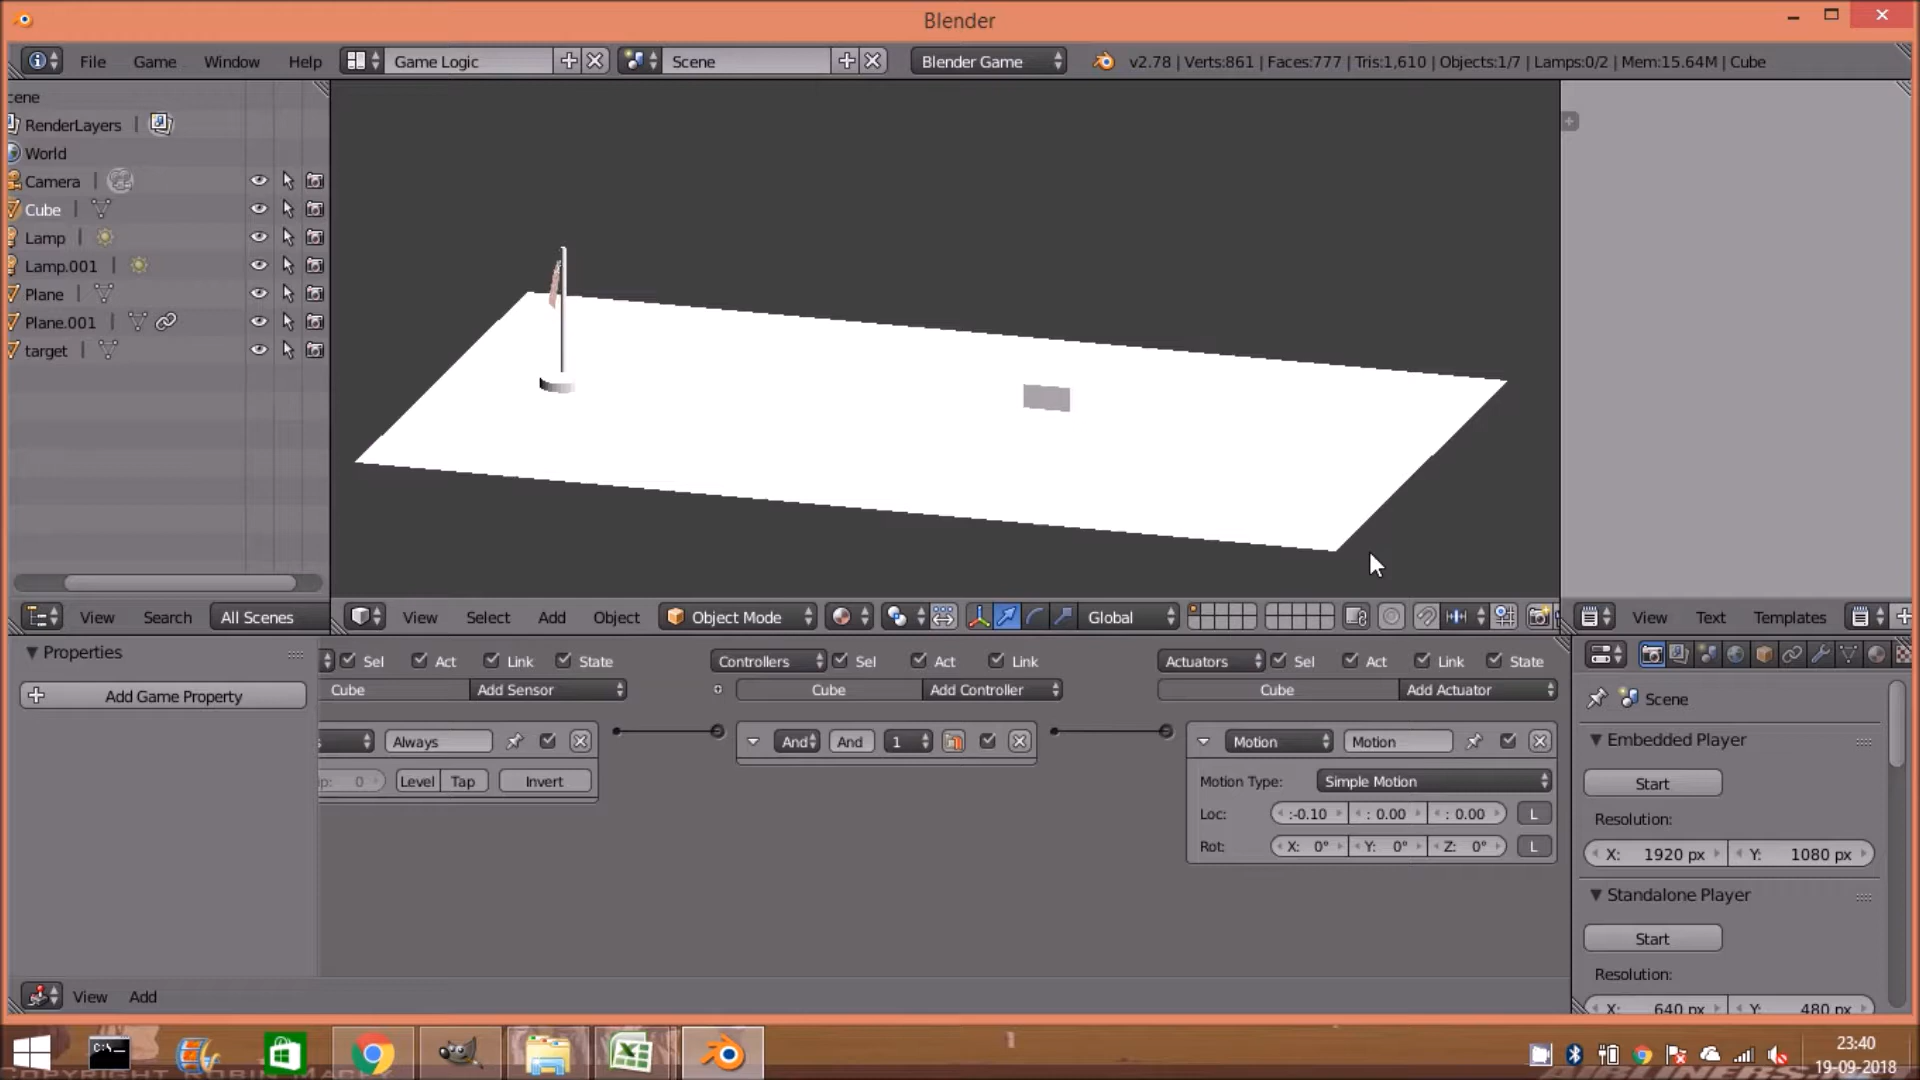 Blender
File Game Window Help Game Logic Scene Blender Game v2.78 | Verts:861 | Faces:777 | Tris:1,610 | Objects:1/7 | Lamps:0/2 | Mem:15.64M | Cube
cene
RenderLayers
World
Camera
Cube
Lamp
Lamp.001
Plane
Plane.001
target
View Search All Scenes
View Select Add Object Object Mode Global
View Text Templates
Properties
Add Game Property
Sel Act Link State
Cube Add Sensor
Always
p: 0 Level Tap Invert
Controllers Sel Act Link
Cube Add Controller
And And 1
Actuators Sel Act Link State
Cube Add Actuator
Motion Motion
Motion Type: Simple Motion
Loc: :-0.10 : 0.00 : 0.00 L
Rot: X: 0° Y: 0° Z: 0° L
Scene
Embedded Player
Start
Resolution:
X: 1920 px Y: 1080 px
Standalone Player
Start
Resolution:
X: 640 px Y: 480 px
View Add
C:\_
23:40
19-09-2018